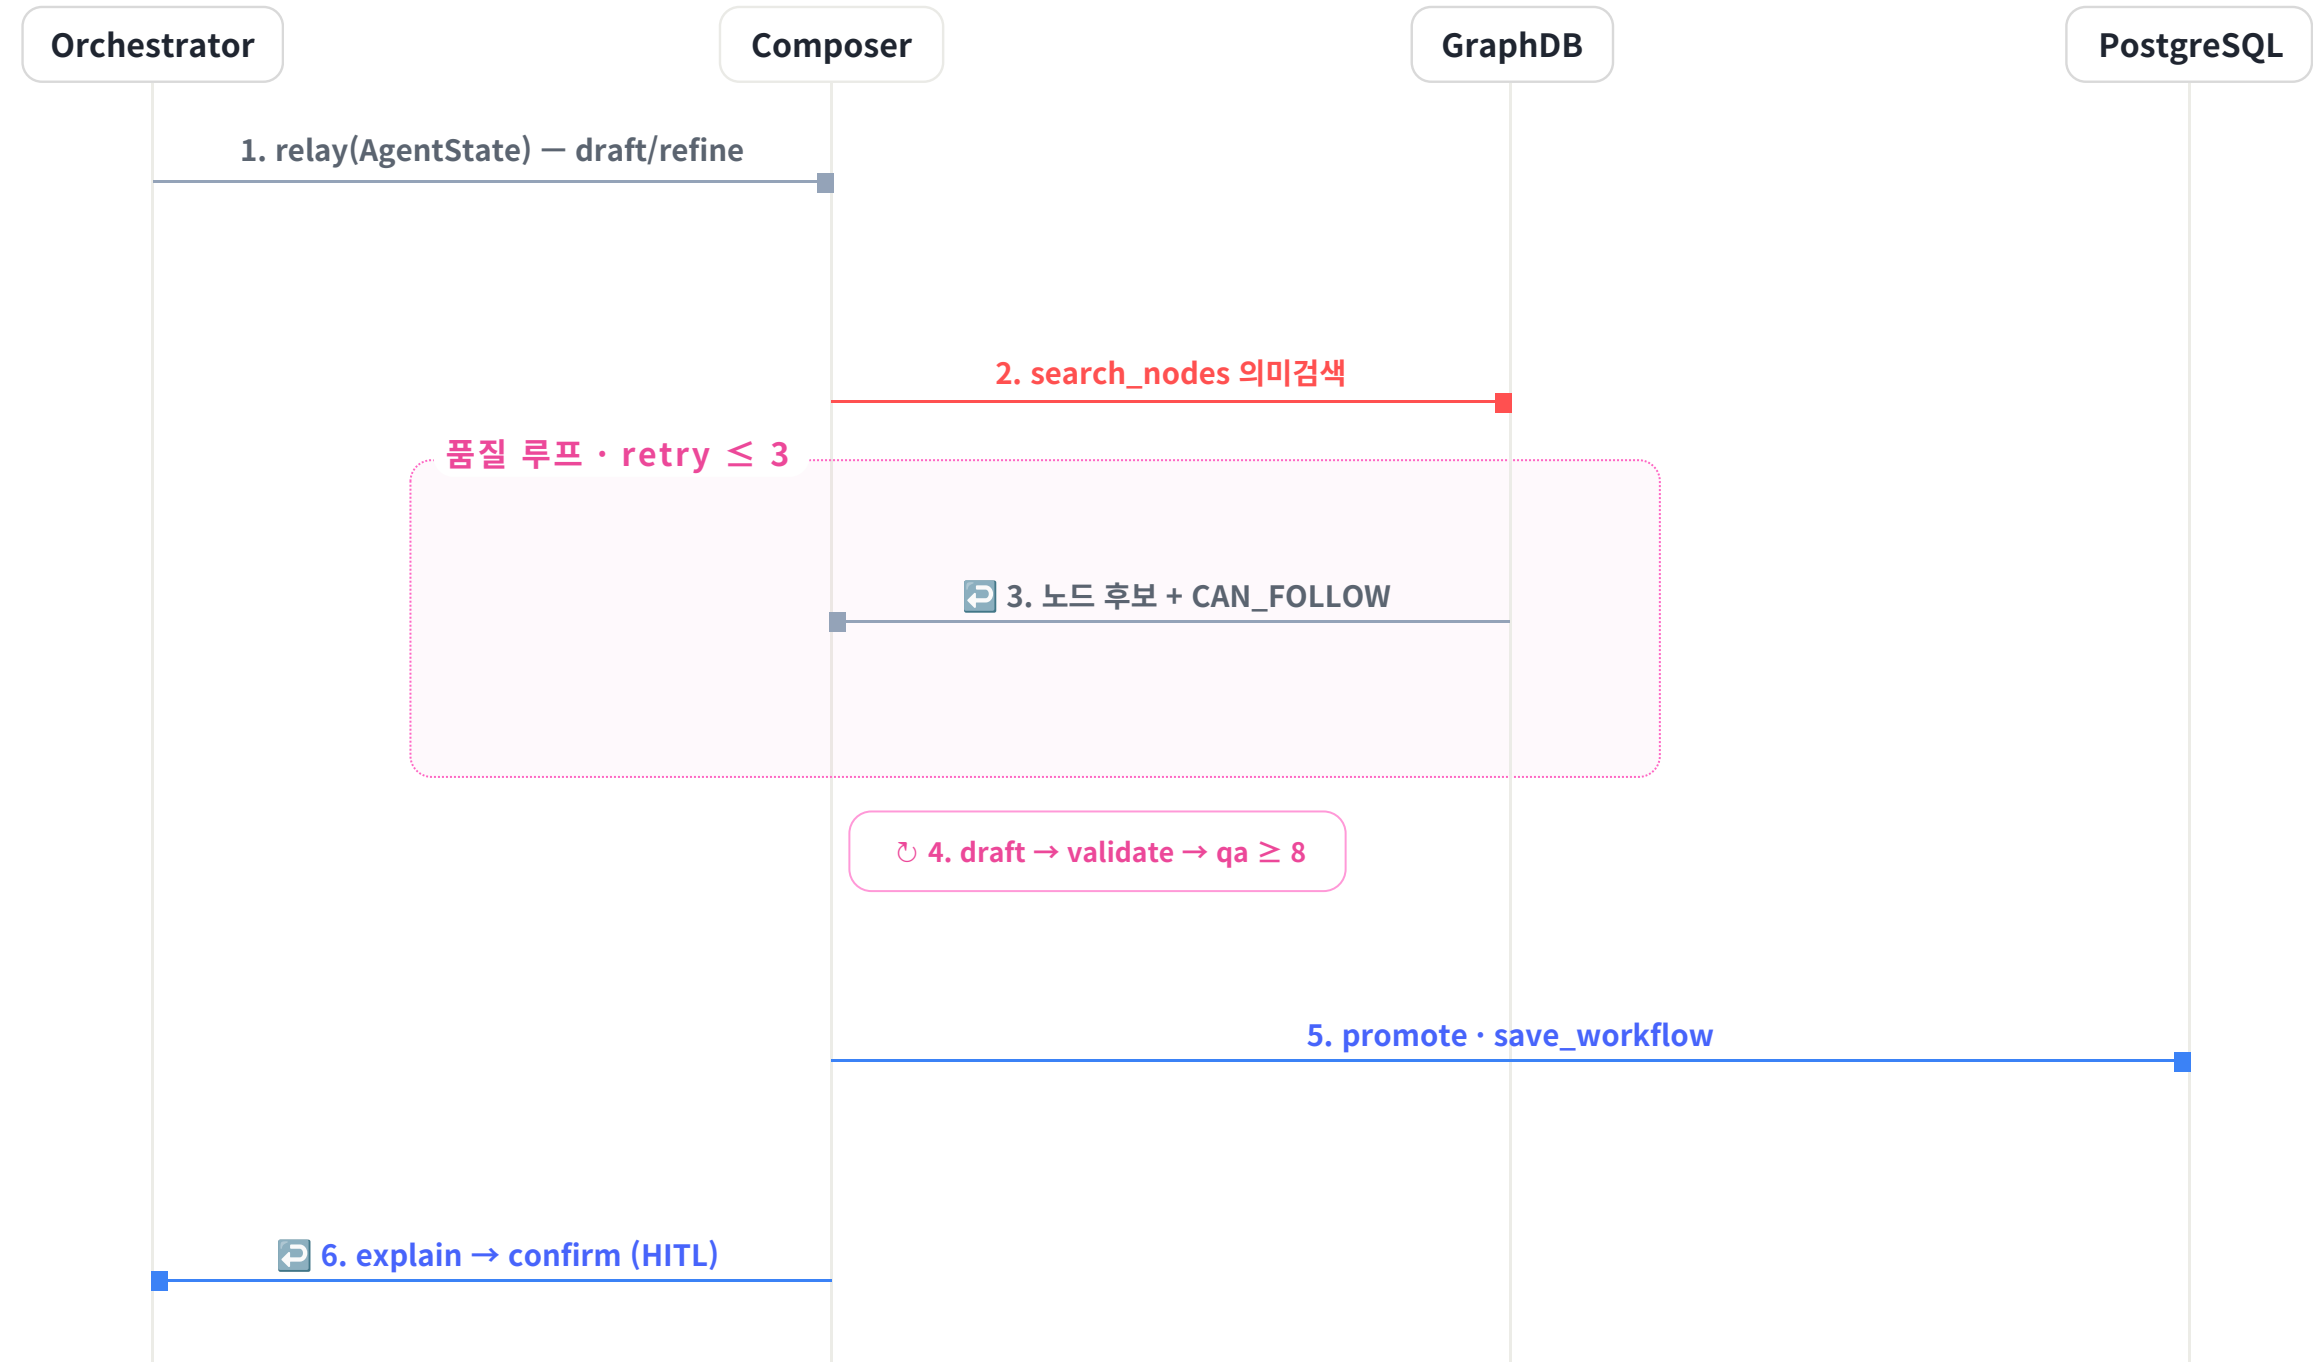 Orchestrator
Composer
GraphDB
PostgreSQL
1. relay(AgentState) — draft/refine
2. search_nodes 의미검색
품질 루프 · retry ≤ 3
↩ 3. 노드 후보 + CAN_FOLLOW
↻ 4. draft → validate → qa ≥ 8
5. promote · save_workflow
↩ 6. explain → confirm (HITL)